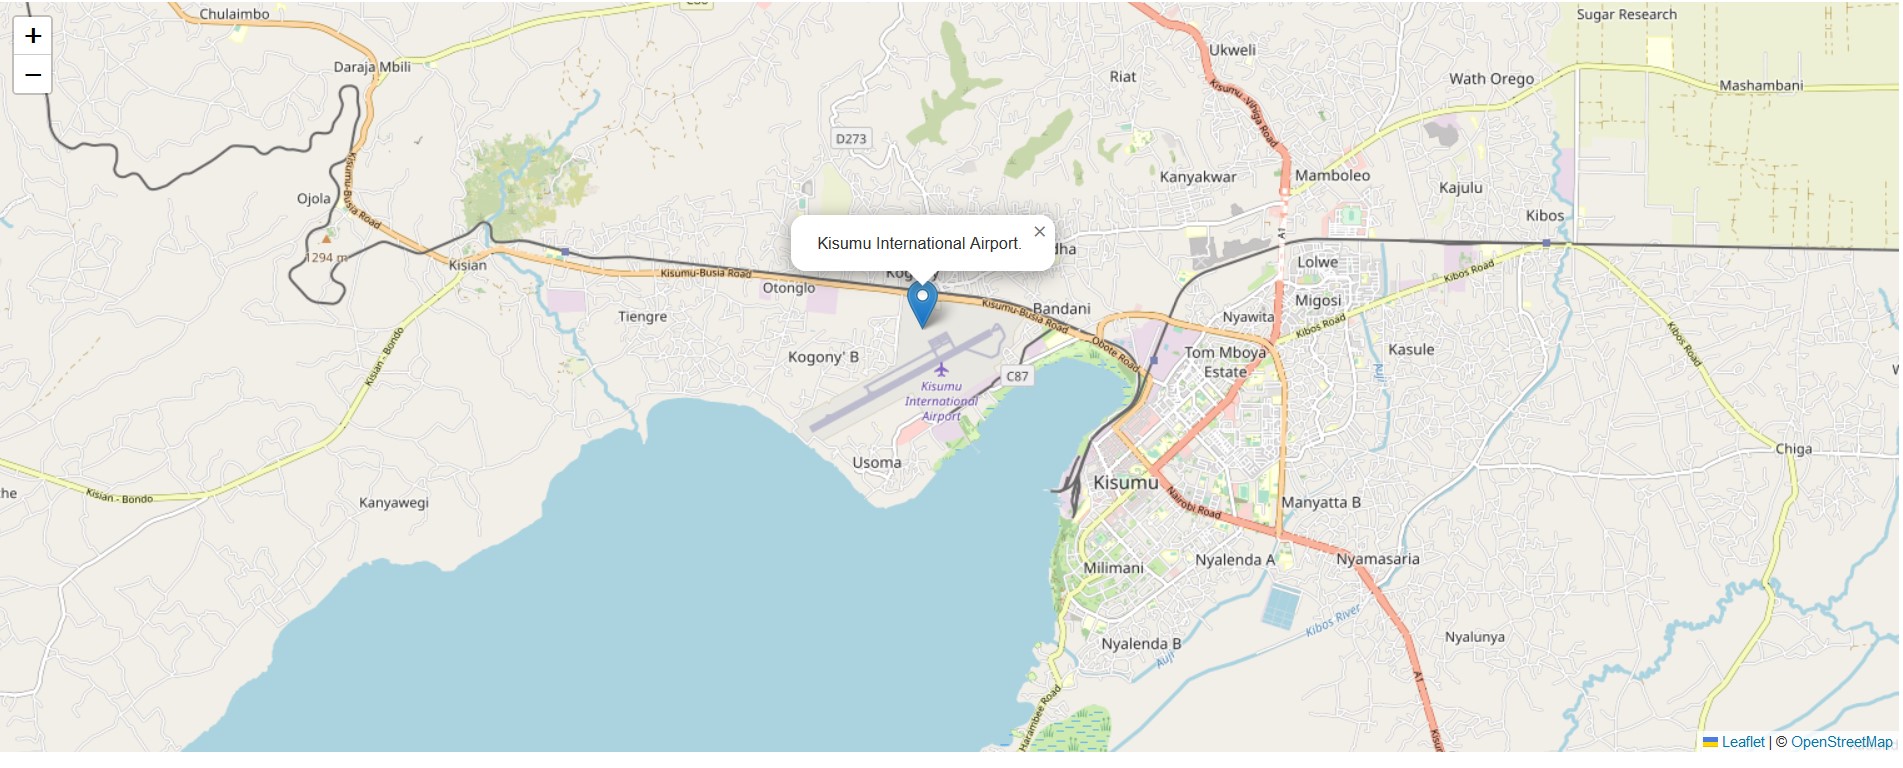 Chulaimbo
Sugar Research
+
−
Ukweli
Daraja Mbili
Riat
Wath Orego
Mashambani
Kisumu -Vihiga Road
D273
Kisumu-Busia Road
Kanyakwar
Mamboleo
Kajulu
Ojola
Kibos
A1
Kisumu International Airport.
×
1294 m
Kisian
Kisumu-Busia Road
Otonglo
Lolwe
Kibos Road
Migosi
Kisumu-Busia Road
Bandani
Tiengre
Nyawita
Kibos Road
Kibos Road
Obote Road
Kogony' B
Tom Mboya
Estate
Kasule
Kisian - Bondo
C87
Auji
Kisumu
International
Airport
Usoma
Chiga
Kisumu
Kisian - Bondo
Kanyawegi
Nairobi Road
Manyatta B
Milimani
Nyalenda A
Nyamasaria
Kibos River
Nyalenda B
Auji
Nyalunya
A1
Harambee Road
Leaflet | © OpenStreetMap